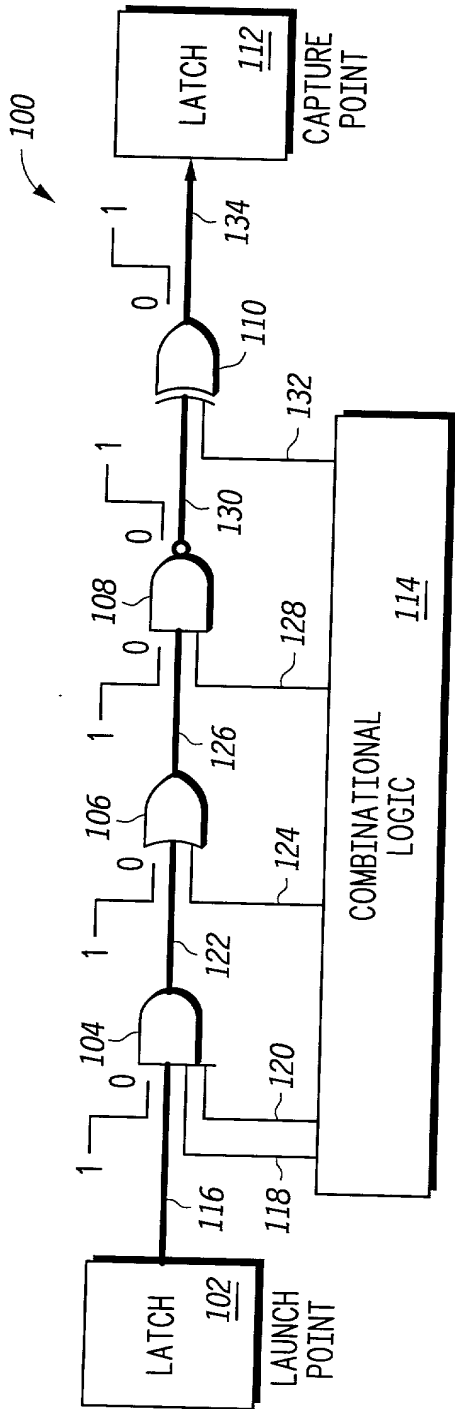 100
LATCH
102
LAUNCH
POINT
1 0
116
118
120
104
1 0
122
124
106
1 0
126
128
108
0 1
130
132
110
0 1
134
LATCH
112
CAPTURE
POINT
COMBINATIONAL
LOGIC
114